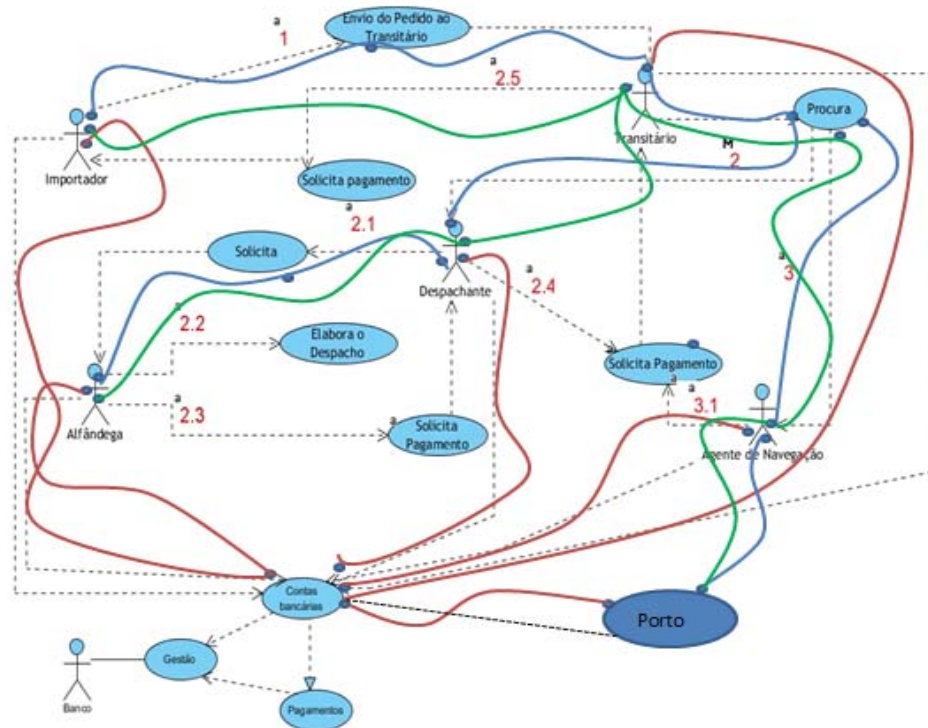 a
Envio do Pedido ao
Transitário
1
a
2.5
Procura
Transitário
M
2
Importador
Solicita pagamento
a
2.1
Solicita
a
3
Despachante
a
2.4
a
2.2
Elabora o
Despacho
a
Solicita Pagamento
a a
3.1
Alfândega
a
2.3
a
Solicita
Pagamento
Agente de Navegação
Contas
bancárias
Porto
Gestão
Banco
Pagamentos